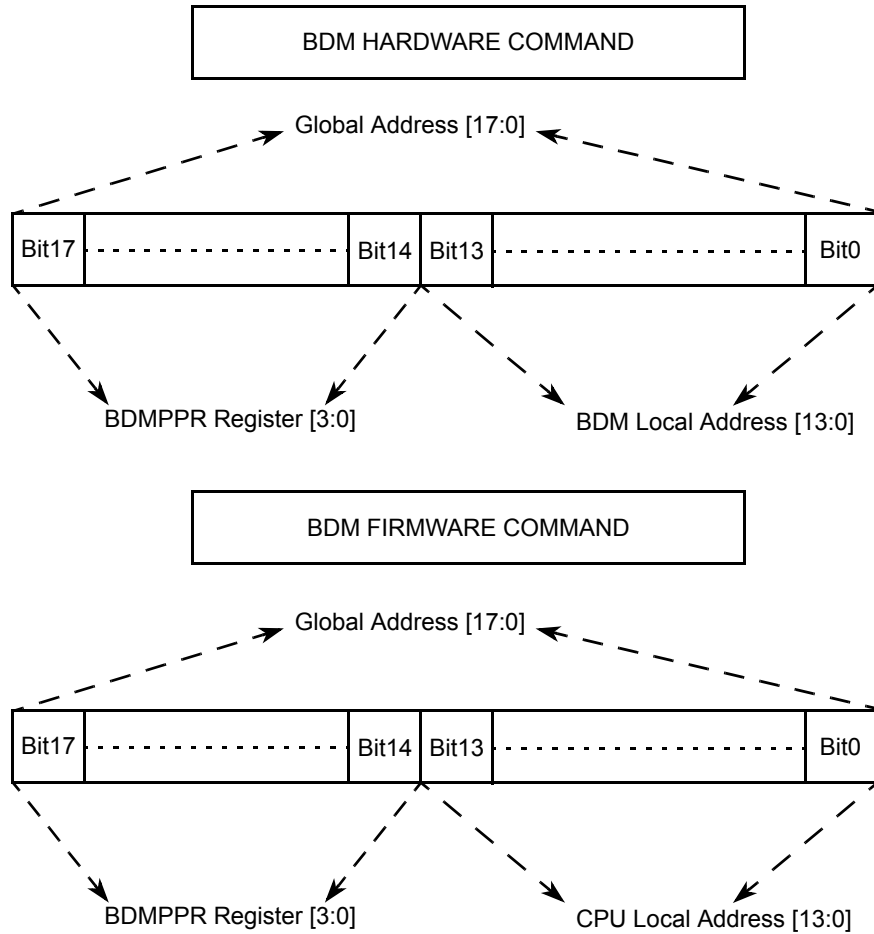 BDM HARDWARE COMMAND
Global Address [17:0]
Bit17 Bit14 Bit13 Bit0
BDMPPR Register [3:0] BDM Local Address [13:0]
BDM FIRMWARE COMMAND
Global Address [17:0]
Bit17 Bit14 Bit13 Bit0
BDMPPR Register [3:0] CPU Local Address [13:0]